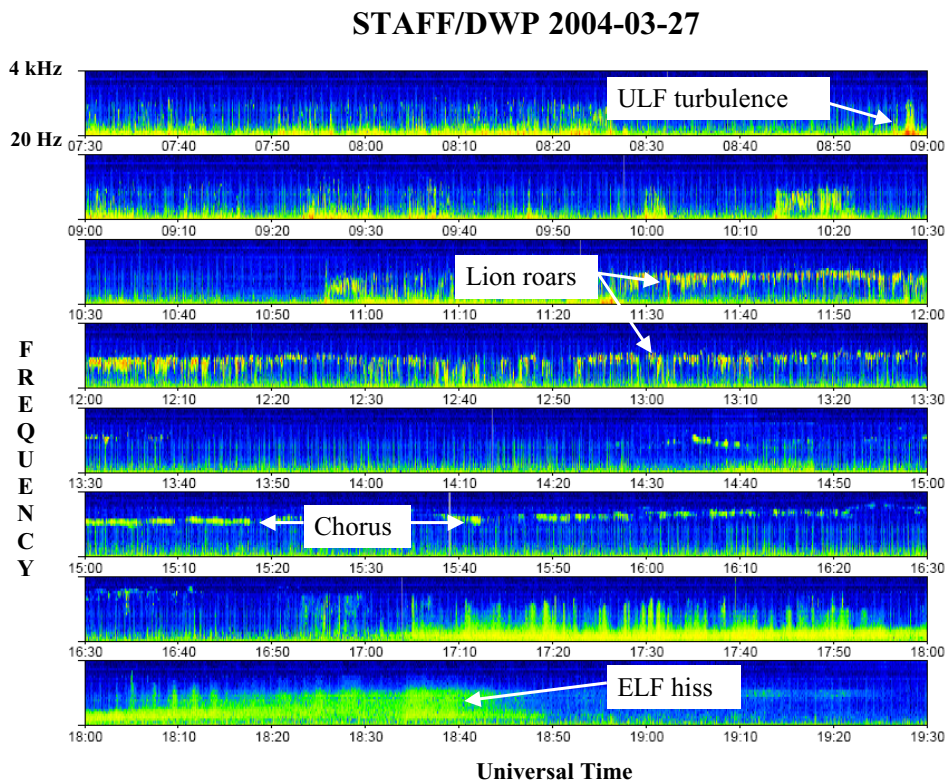 STAFF/DWP 2004-03-27
4 kHz
20 Hz
ULF turbulence
07:30 07:40 07:50 08:00 08:10 08:20 08:30 08:40 08:50 09:00
09:00 09:10 09:20 09:30 09:40 09:50 10:00 10:10 10:20 10:30
Lion roars
10:30 10:40 10:50 11:00 11:10 11:20 11:30 11:40 11:50 12:00
12:00 12:10 12:20 12:30 12:40 12:50 13:00 13:10 13:20 13:30
13:30 13:40 13:50 14:00 14:10 14:20 14:30 14:40 14:50 15:00
Chorus
15:00 15:10 15:20 15:30 15:40 15:50 16:00 16:10 16:20 16:30
16:30 16:40 16:50 17:00 17:10 17:20 17:30 17:40 17:50 18:00
ELF hiss
18:00 18:10 18:20 18:30 18:40 18:50 19:00 19:10 19:20 19:30
F
R
E
Q
U
E
N
C
Y
Universal Time